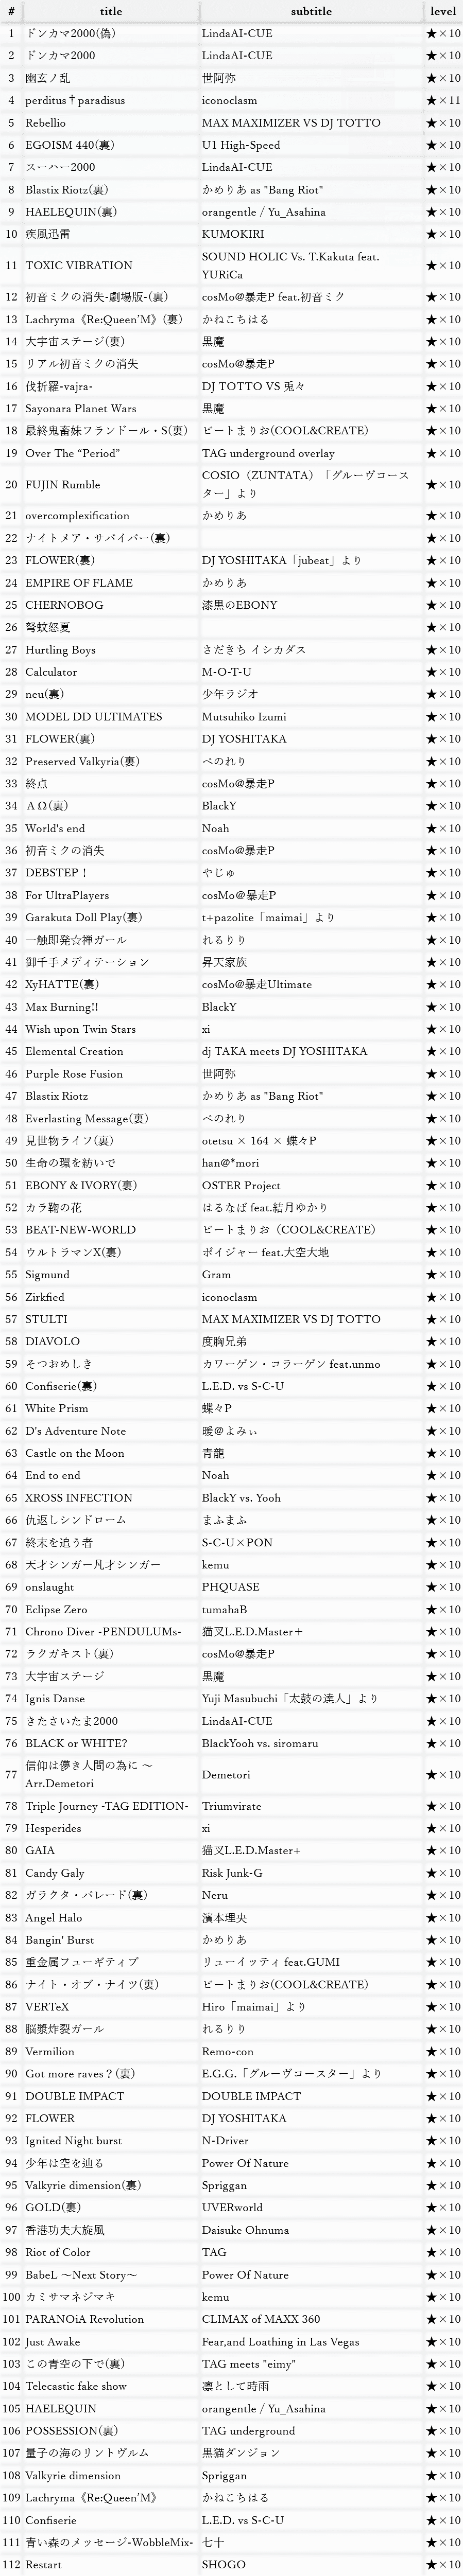 # title subtitle level
1 ドンカマ2000(偽) LindaAI-CUE ★×10
2 ドンカマ2000 LindaAI-CUE ★×10
3 幽玄ノ乱 世阿弥 ★×10
4 perditus†paradisus iconoclasm ★×11
5 Rebellio MAX MAXIMIZER VS DJ TOTTO ★×10
6 EGOISM 440(裏) U1 High-Speed ★×10
7 スーハー2000 LindaAI-CUE ★×10
8 Blastix Riotz(裏) かめりあ as "Bang Riot" ★×10
9 HAELEQUIN(裏) orangentle / Yu_Asahina ★×10
10 疾風迅雷 KUMOKIRI ★×10
11 TOXIC VIBRATION SOUND HOLIC Vs. T.Kakuta feat.
YURiCa ★×10
12 初音ミクの消失-劇場版-(裏) cosMo@暴走P feat.初音ミク ★×10
13 Lachryma《Re:Queen'M》(裏) かねこちはる ★×10
14 大宇宙ステージ(裏) 黒魔 ★×10
15 リアル初音ミクの消失 cosMo@暴走P ★×10
16 伐折羅-vajra- DJ TOTTO VS 兎々 ★×10
17 Sayonara Planet Wars 黒魔 ★×10
18 最終鬼畜妹フランドール・S(裏) ビートまりお(COOL&CREATE) ★×10
19 Over The “Period” TAG underground overlay ★×10
20 FUJIN Rumble COSIO（ZUNTATA）「グルーヴコース
ター」より ★×10
21 overcomplexification かめりあ ★×10
22 ナイトメア・サバイバー(裏) ★×10
23 FLOWER(裏) DJ YOSHITAKA「jubeat」より ★×10
24 EMPIRE OF FLAME かめりあ ★×10
25 CHERNOBOG 漆黒のEBONY ★×10
26 弩蚊怒夏 ★×10
27 Hurtling Boys さだきち イシカダス ★×10
28 Calculator M-O-T-U ★×10
29 neu(裏) 少年ラジオ ★×10
30 MODEL DD ULTIMATES Mutsuhiko Izumi ★×10
31 FLOWER(裏) DJ YOSHITAKA ★×10
32 Preserved Valkyria(裏) べのれり ★×10
33 終点 cosMo@暴走P ★×10
34 ＡΩ(裏) BlackY ★×10
35 World's end Noah ★×10
36 初音ミクの消失 cosMo@暴走P ★×10
37 DEBSTEP！ やじゅ ★×10
38 For UltraPlayers cosMo@暴走P ★×10
39 Garakuta Doll Play(裏) t+pazolite「maimai」より ★×10
40 一触即発☆禅ガール れるりり ★×10
41 御千手メディテーション 昇天家族 ★×10
42 XyHATTE(裏) cosMo@暴走Ultimate ★×10
43 Max Burning!! BlackY ★×10
44 Wish upon Twin Stars xi ★×10
45 Elemental Creation dj TAKA meets DJ YOSHITAKA ★×10
46 Purple Rose Fusion 世阿弥 ★×10
47 Blastix Riotz かめりあ as "Bang Riot" ★×10
48 Everlasting Message(裏) べのれり ★×10
49 見世物ライフ(裏) otetsu × 164 × 蝶々P ★×10
50 生命の環を紡いで han@*mori ★×10
51 EBONY & IVORY(裏) OSTER Project ★×10
52 カラ鞠の花 はるなば feat.結月ゆかり ★×10
53 BEAT-NEW-WORLD ビートまりお（COOL&CREATE） ★×10
54 ウルトラマンX(裏) ボイジャー feat.大空大地 ★×10
55 Sigmund Gram ★×10
56 Zirkfied iconoclasm ★×10
57 STULTI MAX MAXIMIZER VS DJ TOTTO ★×10
58 DIAVOLO 度胸兄弟 ★×10
59 そつおめしき カワーゲン・コラーゲン feat.unmo ★×10
60 Confiserie(裏) L.E.D. vs S-C-U ★×10
61 White Prism 蝶々P ★×10
62 D's Adventure Note 暖@よみぃ ★×10
63 Castle on the Moon 青龍 ★×10
64 End to end Noah ★×10
65 XROSS INFECTION BlackY vs. Yooh ★×10
66 仇返しシンドローム まふまふ ★×10
67 終末を追う者 S-C-U×PON ★×10
68 天才シンガー凡才シンガー kemu ★×10
69 onslaught PHQUASE ★×10
70 Eclipse Zero tumahaB ★×10
71 Chrono Diver -PENDULUMs- 猫叉L.E.D.Master＋ ★×10
72 ラクガキスト(裏) cosMo@暴走P ★×10
73 大宇宙ステージ 黒魔 ★×10
74 Ignis Danse Yuji Masubuchi「太鼓の達人」より ★×10
75 きたさいたま2000 LindaAI-CUE ★×10
76 BLACK or WHITE? BlackYooh vs. siromaru ★×10
77 信仰は儚き人間の為に ～
Arr.Demetori Demetori ★×10
78 Triple Journey -TAG EDITION- Triumvirate ★×10
79 Hesperides xi ★×10
80 GAIA 猫叉L.E.D.Master+ ★×10
81 Candy Galy Risk Junk-G ★×10
82 ガラクタ・パレード(裏) Neru ★×10
83 Angel Halo 濱本理央 ★×10
84 Bangin' Burst かめりあ ★×10
85 重金属フューギティブ リューイッティ feat.GUMI ★×10
86 ナイト・オブ・ナイツ(裏) ビートまりお(COOL&CREATE) ★×10
87 VERTeX Hiro「maimai」より ★×10
88 脳漿炸裂ガール れるりり ★×10
89 Vermilion Remo-con ★×10
90 Got more raves？(裏) E.G.G.「グルーヴコースター」より ★×10
91 DOUBLE IMPACT DOUBLE IMPACT ★×10
92 FLOWER DJ YOSHITAKA ★×10
93 Ignited Night burst N-Driver ★×10
94 少年は空を辿る Power Of Nature ★×10
95 Valkyrie dimension(裏) Spriggan ★×10
96 GOLD(裏) UVERworld ★×10
97 香港功夫大旋風 Daisuke Ohnuma ★×10
98 Riot of Color TAG ★×10
99 BabeL ～Next Story～ Power Of Nature ★×10
100 カミサマネジマキ kemu ★×10
101 PARANOiA Revolution CLIMAX of MAXX 360 ★×10
102 Just Awake Fear,and Loathing in Las Vegas ★×10
103 この青空の下で(裏) TAG meets "eimy" ★×10
104 Telecastic fake show 凛として時雨 ★×10
105 HAELEQUIN orangentle / Yu_Asahina ★×10
106 POSSESSION(裏) TAG underground ★×10
107 量子の海のリントヴルム 黒猫ダンジョン ★×10
108 Valkyrie dimension Spriggan ★×10
109 Lachryma《Re:Queen'M》 かねこちはる ★×10
110 Confiserie L.E.D. vs S-C-U ★×10
111 青い森のメッセージ-WobbleMix- 七十 ★×10
112 Restart SHOGO ★×10